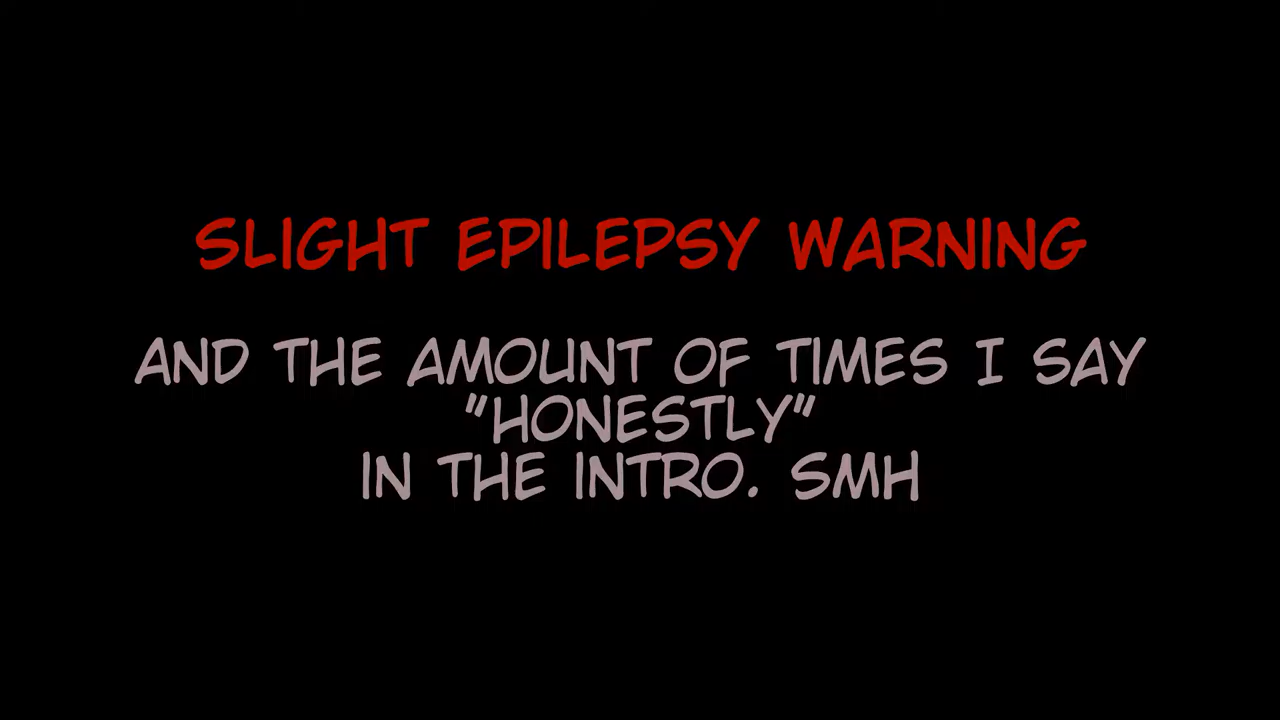 SLIGHT EPILEPSY WARNING
AND THE AMOUNT OF TIMES I SAY
"HONESTLY"
IN THE INTRO. SMH